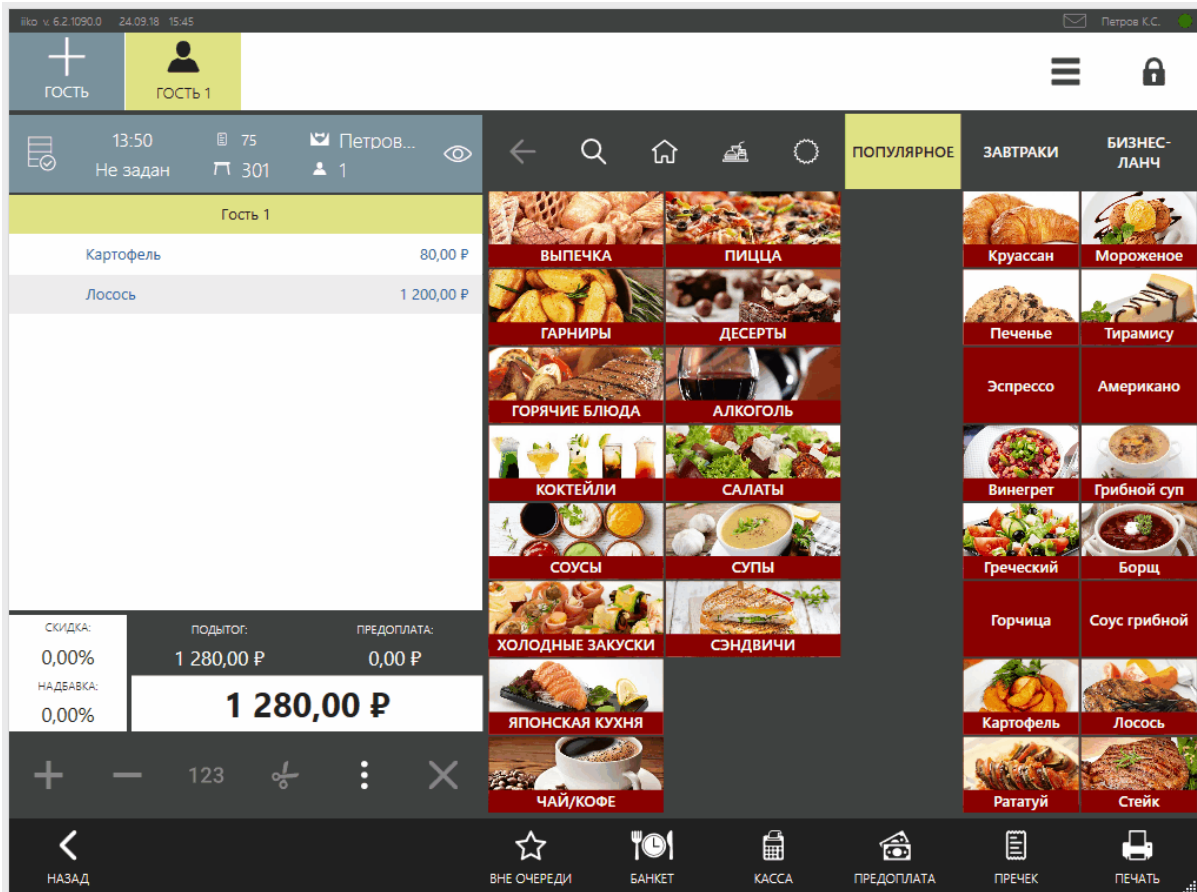 iiko v. 6.2.1090.0 24.09.18 15:45 Петров К.С.
ГОСТЬ ГОСТЬ 1
13:50 75 Петров...
Не задан 301 1
ПОПУЛЯРНОЕ ЗАВТРАКИ БИЗНЕС-
ЛАНЧ
Гость 1
Картофель 80,00 ₽
Лосось 1 200,00 ₽
СКИДКА: ПОДЫТОГ: ПРЕДОПЛАТА:
0,00% 1 280,00 ₽ 0,00 ₽
НАДБАВКА:
0,00% 1 280,00 ₽
123
ВЫПЕЧКА ПИЦЦА Круассан Мороженое
ГАРНИРЫ ДЕСЕРТЫ Печенье Тирамису
ГОРЯЧИЕ БЛЮДА АЛКОГОЛЬ Эспрессо Американо
КОКТЕЙЛИ САЛАТЫ Винегрет Грибной суп
СОУСЫ СУПЫ Греческий Борщ
ХОЛОДНЫЕ ЗАКУСКИ СЭНДВИЧИ Горчица Соус грибной
ЯПОНСКАЯ КУХНЯ Картофель Лосось
ЧАЙ/КОФЕ Рататуй Стейк
НАЗАД ВНЕ ОЧЕРЕДИ БАНКЕТ КАССА ПРЕДОПЛАТА ПРЕЧЕК ПЕЧАТЬ